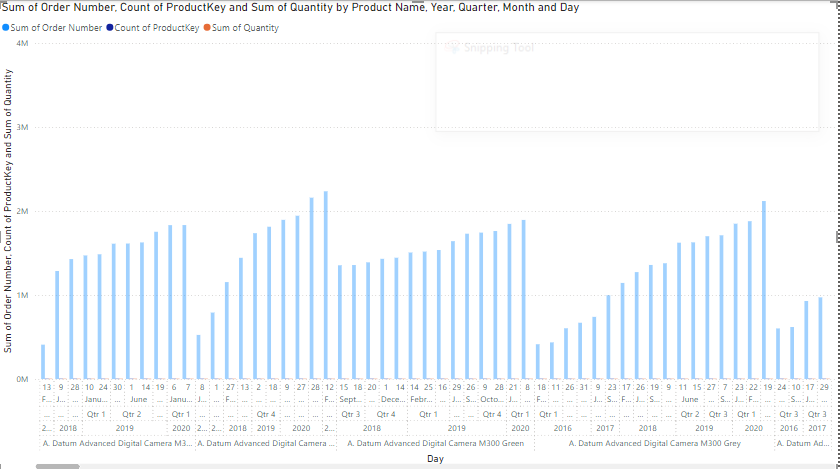 Sum of Order Number, Count of ProductKey and Sum of Quantity by Product Name, Year, Quarter, Month and Day
Sum of Order Number Count of ProductKey Sum of Quantity
Snipping Tool
Sum of Order Number, Count of ProductKey and Sum of Quantity
4M
3M
2M
1M
0M
13 9 28 10 24 30 1 14 19 6 7 8 1 27 13 2 18 9 27 28 12 15 18 20 1 14 14 25 16 29 26 9 28 21 8 18 11 26 31 9 23 17 26 19 9 11 15 27 7 23 22 19 24 10 17 29
F... J... ... Janu... ... June ... Janu... ... J... ... F... ... ... S... ... ... ... F... Sept... ... Dece... Febr... ... S... Octo... J... ... F... ... ... ... J... S... F... J... S... ... June ... S... J... F... ... ... S... J... ...
... ... ... Qtr 1 Qtr 2 ... Qtr 1 ... ... ... ... Qtr 4 ... ... ... ... Qtr 3 Qtr 4 Qtr 1 ... ... Qtr 4 ... ... Qtr 1 ... ... ... ... ... ... ... ... Qtr 2 Qtr 3 Qtr 1 ... Qtr 3 Qtr 3
2... 2018 2019 2020 2... 2... 2018 2019 2020 2... 2018 2019 2020 2016 2017 2018 2019 2020 2016 2017
A. Datum Advanced Digital Camera M3... A. Datum Advanced Digital Camera ... A. Datum Advanced Digital Camera M300 Green A. Datum Advanced Digital Camera M300 Grey A. Datum Ad...
Day